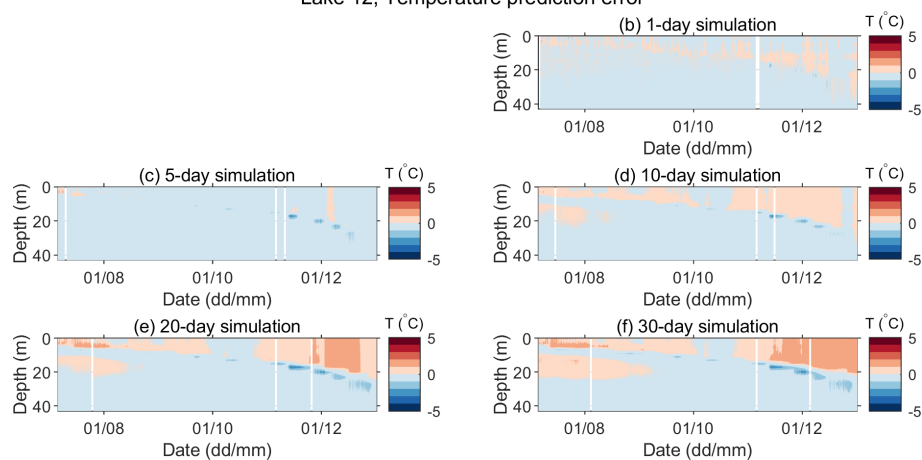 Lake 12, Temperature prediction error
(b) 1-day simulation
T (°C)
Depth (m)
0
20
40
01/08
01/10
01/12
Date (dd/mm)
5
0
-5
(c) 5-day simulation
T (°C)
Depth (m)
0
20
40
01/08
01/10
01/12
Date (dd/mm)
5
0
-5
(d) 10-day simulation
T (°C)
Depth (m)
0
20
40
01/08
01/10
01/12
Date (dd/mm)
5
0
-5
(e) 20-day simulation
T (°C)
Depth (m)
0
20
40
01/08
01/10
01/12
Date (dd/mm)
5
0
-5
(f) 30-day simulation
T (°C)
Depth (m)
0
20
40
01/08
01/10
01/12
Date (dd/mm)
5
0
-5